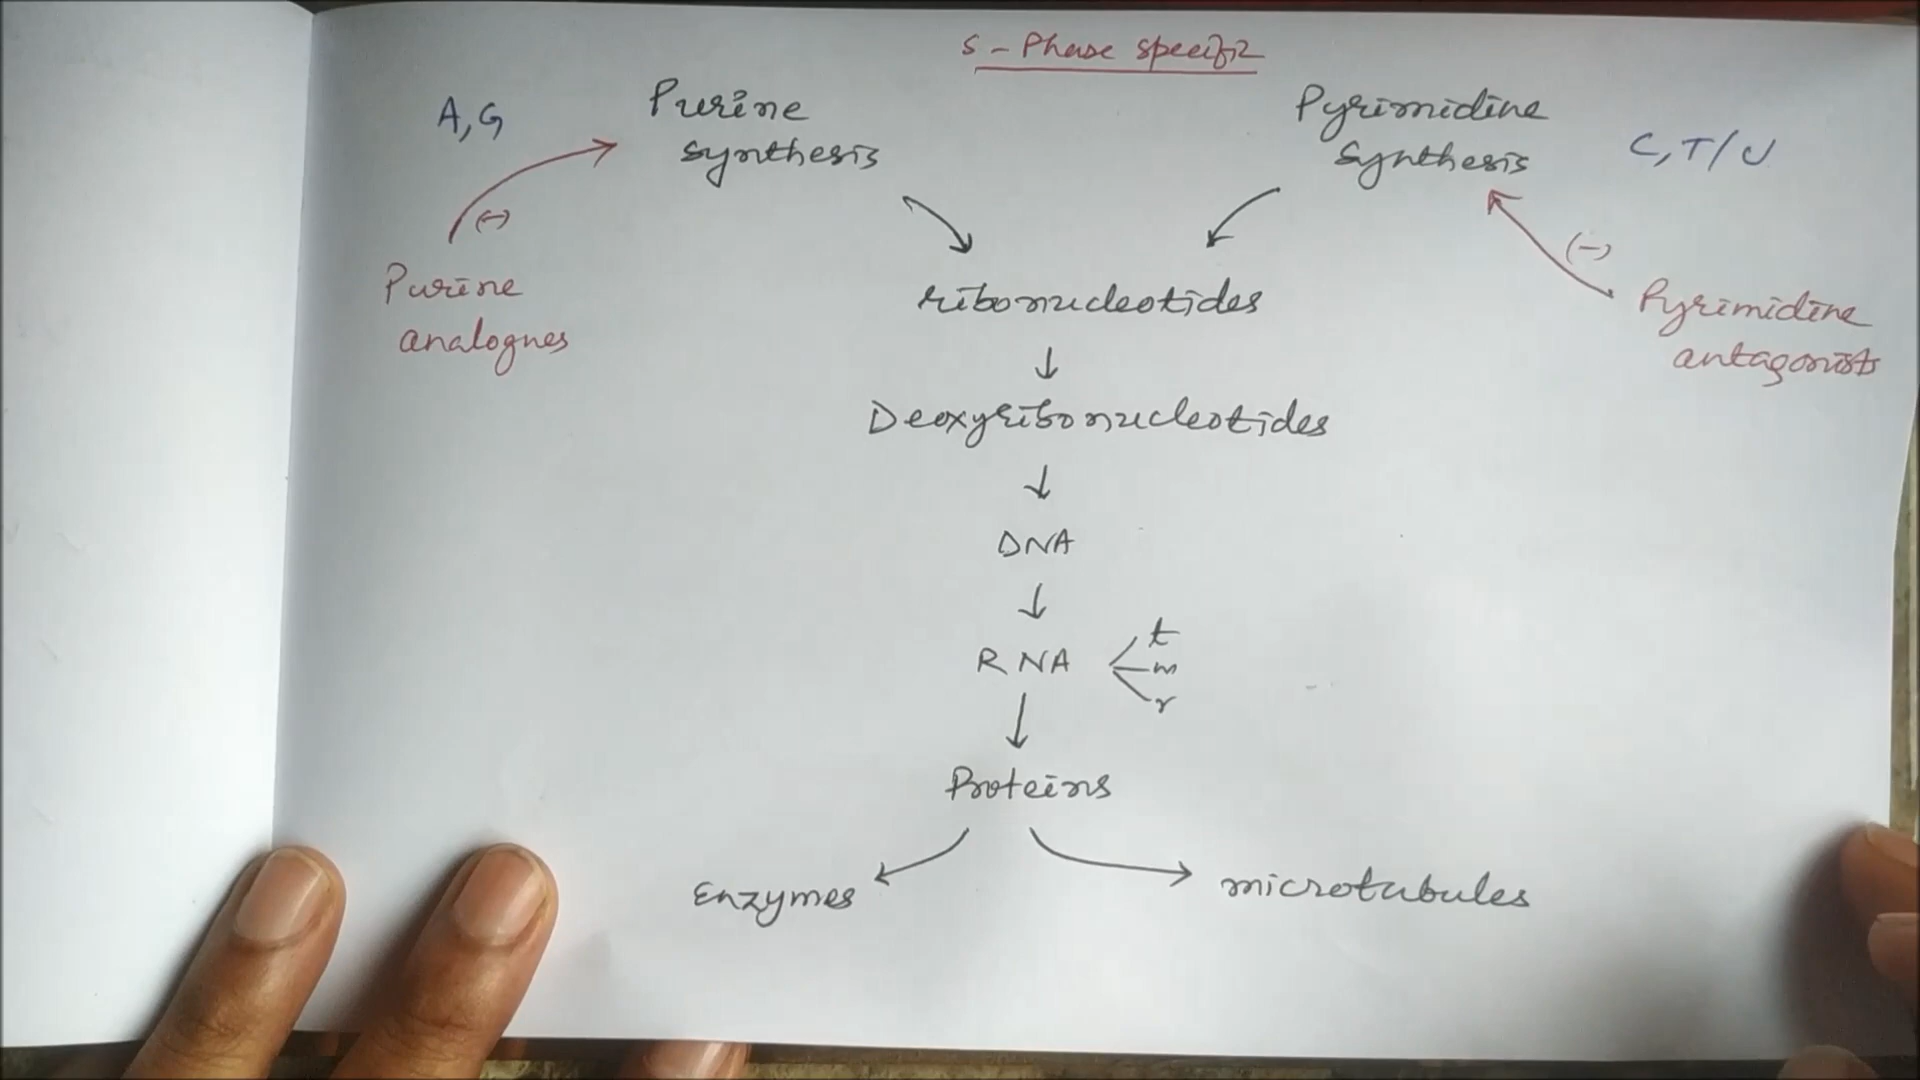 S - Phase specific
A, G
Purine
synthesis
Pyrimidine
synthesis
C, T/U
(-)
(-)
Purine
analogues
ribonucleotides
Pyrimidine
antagonists
↓
Deoxyribonucleotides
↓
DNA
↓
RNA
t
m
r
Proteins
Enzymes
microtubules